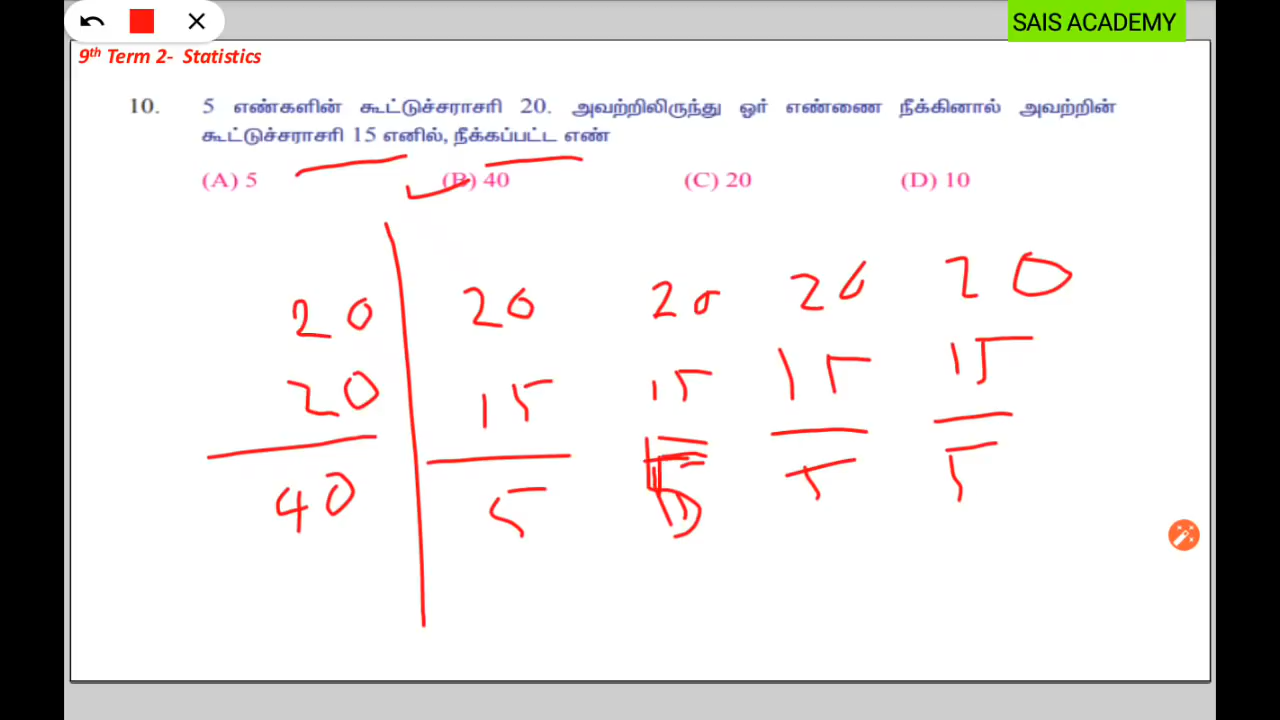 SAIS ACADEMY
9th Term 2- Statistics
10. 5 எண்களின் கூட்டுச்சராசரி 20. அவற்றிலிருந்து ஓர் எண்ணை நீக்கினால் அவற்றின்
கூட்டுச்சராசரி 15 எனில், நீக்கப்பட்ட எண்
(A) 5 (B) 40 (C) 20 (D) 10
20 20 20 20 20
20 15 15 15 15
40 5 5 5